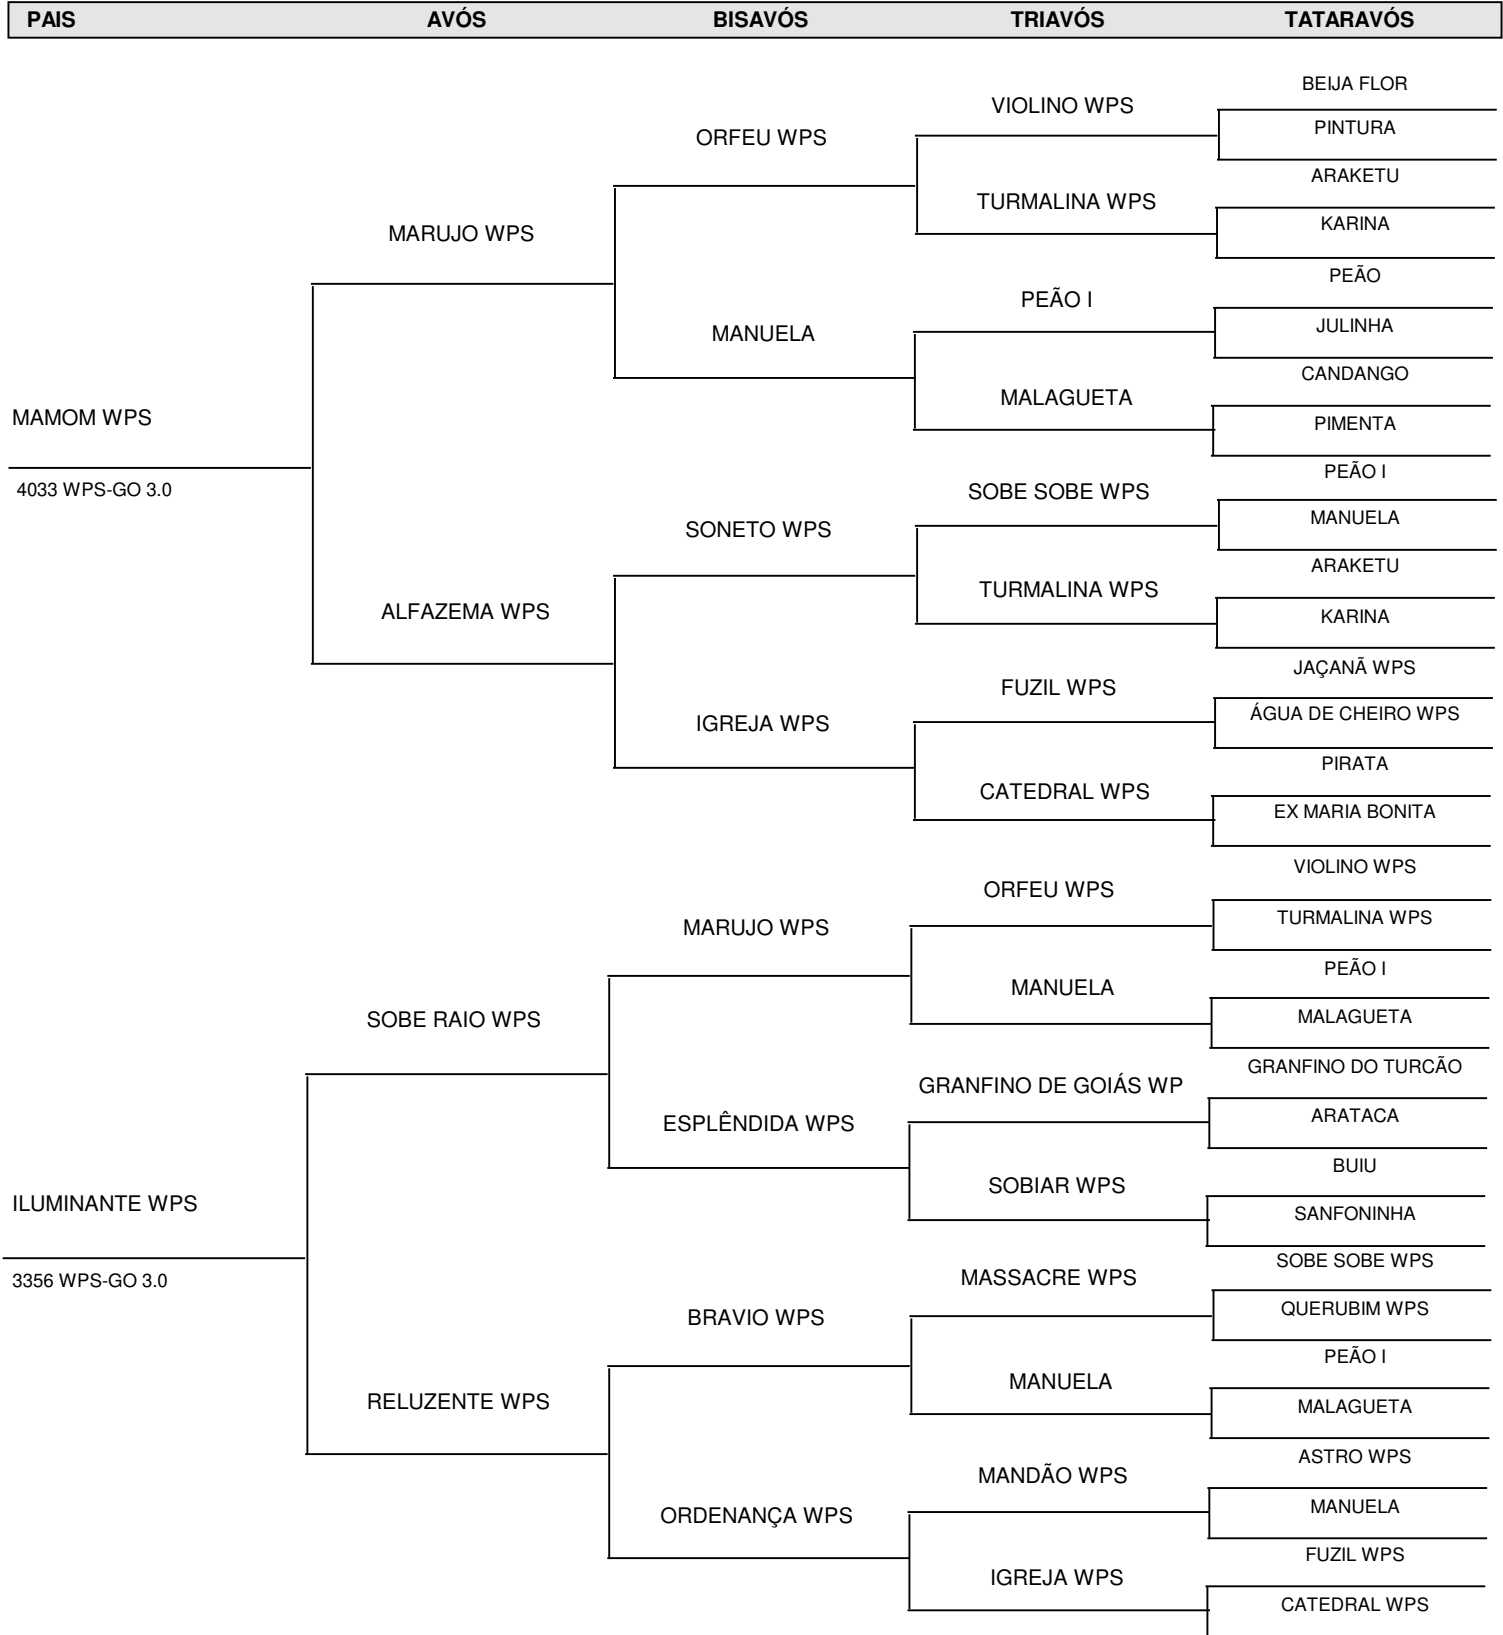 PAIS AVÓS BISAVÓS TRIAVÓS TATARAVÓS
BEIJA FLOR
VIOLINO WPS
PINTURA
ORFEU WPS
ARAKETU
TURMALINA WPS
KARINA
MARUJO WPS
PEÃO
PEÃO I
JULINHA
MANUELA
CANDANGO
MALAGUETA
MAMOM WPS
PIMENTA
PEÃO I
4033 WPS-GO 3.0
SOBE SOBE WPS
MANUELA
SONETO WPS
ARAKETU
TURMALINA WPS
ALFAZEMA WPS
KARINA
JAÇANÃ WPS
FUZIL WPS
ÁGUA DE CHEIRO WPS
IGREJA WPS
PIRATA
CATEDRAL WPS
EX MARIA BONITA
VIOLINO WPS
ORFEU WPS
TURMALINA WPS
MARUJO WPS
PEÃO I
MANUELA
MALAGUETA
SOBE RAIO WPS
GRANFINO DO TURCÃO
GRANFINO DE GOIÁS WP
ARATACA
ESPLÊNDIDA WPS
BUIU
SOBIAR WPS
ILUMINANTE WPS
SANFONINHA
SOBE SOBE WPS
3356 WPS-GO 3.0
MASSACRE WPS
QUERUBIM WPS
BRAVIO WPS
PEÃO I
MANUELA
RELUZENTE WPS
MALAGUETA
ASTRO WPS
MANDÃO WPS
MANUELA
ORDENANÇA WPS
FUZIL WPS
IGREJA WPS
CATEDRAL WPS